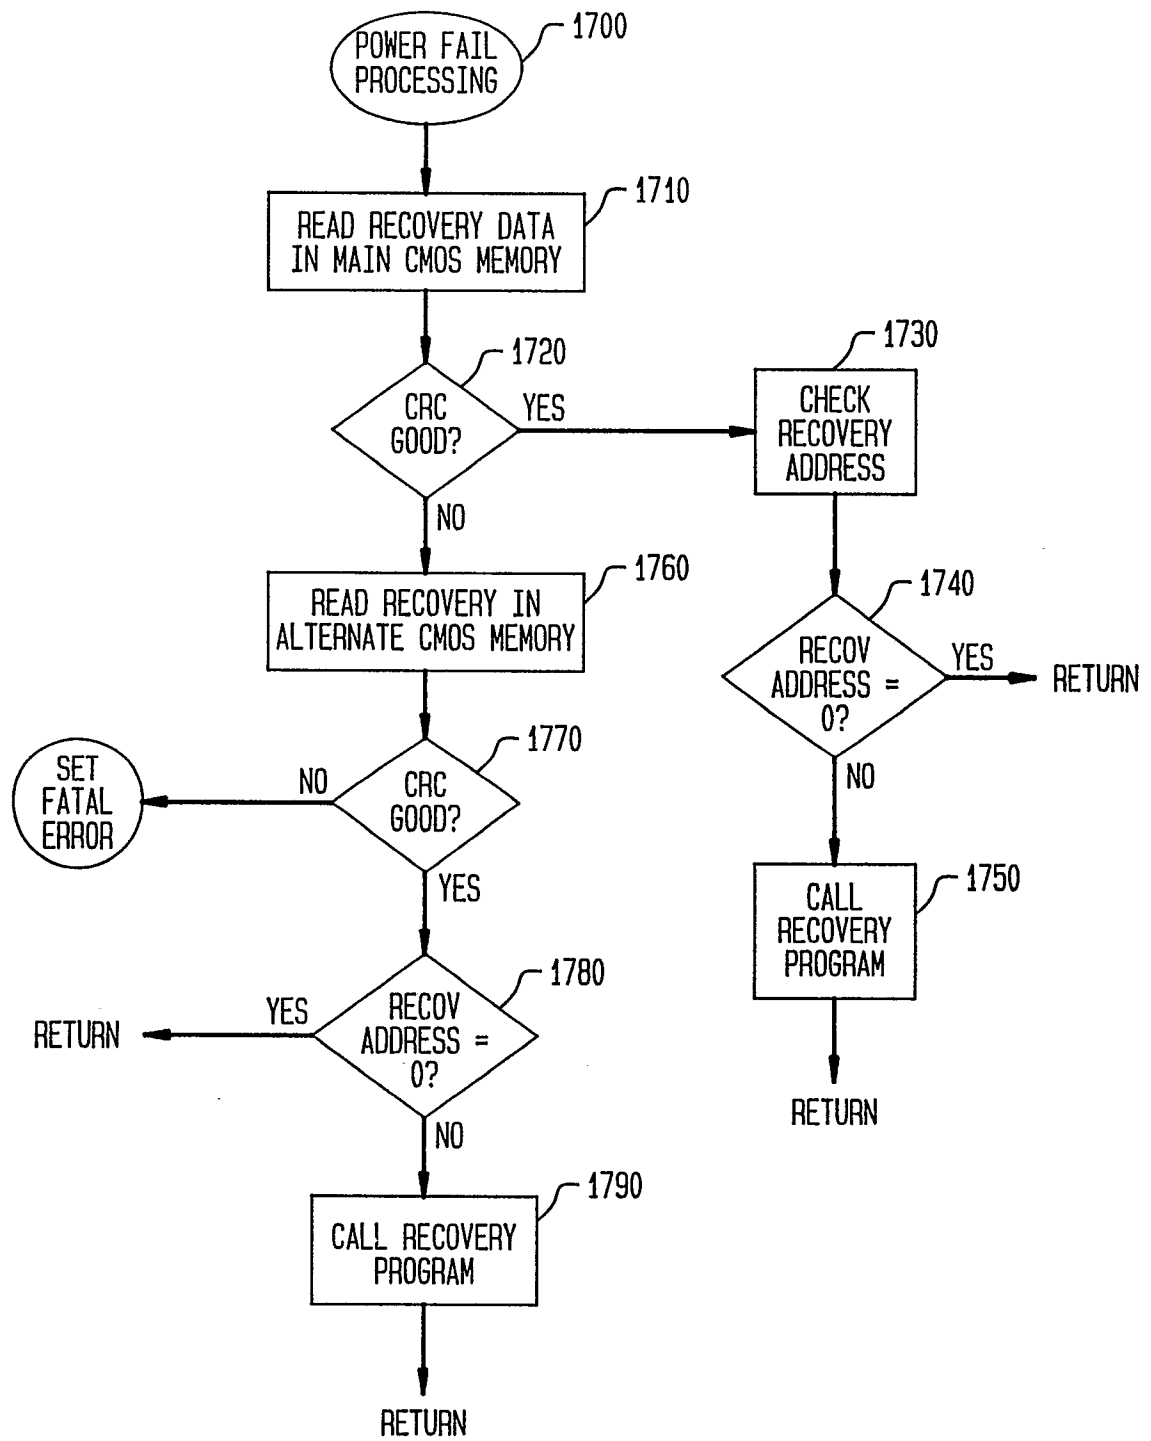 POWER FAIL
PROCESSING
1700
READ RECOVERY DATA
IN MAIN CMOS MEMORY
1710
CRC
GOOD?
1720
YES
NO
CHECK
RECOVERY
ADDRESS
1730
RECOV
ADDRESS =
0?
1740
YES
RETURN
NO
CALL
RECOVERY
PROGRAM
1750
RETURN
READ RECOVERY IN
ALTERNATE CMOS MEMORY
1760
CRC
GOOD?
1770
NO
SET
FATAL
ERROR
YES
RECOV
ADDRESS =
0?
1780
YES
RETURN
NO
CALL RECOVERY
PROGRAM
1790
RETURN